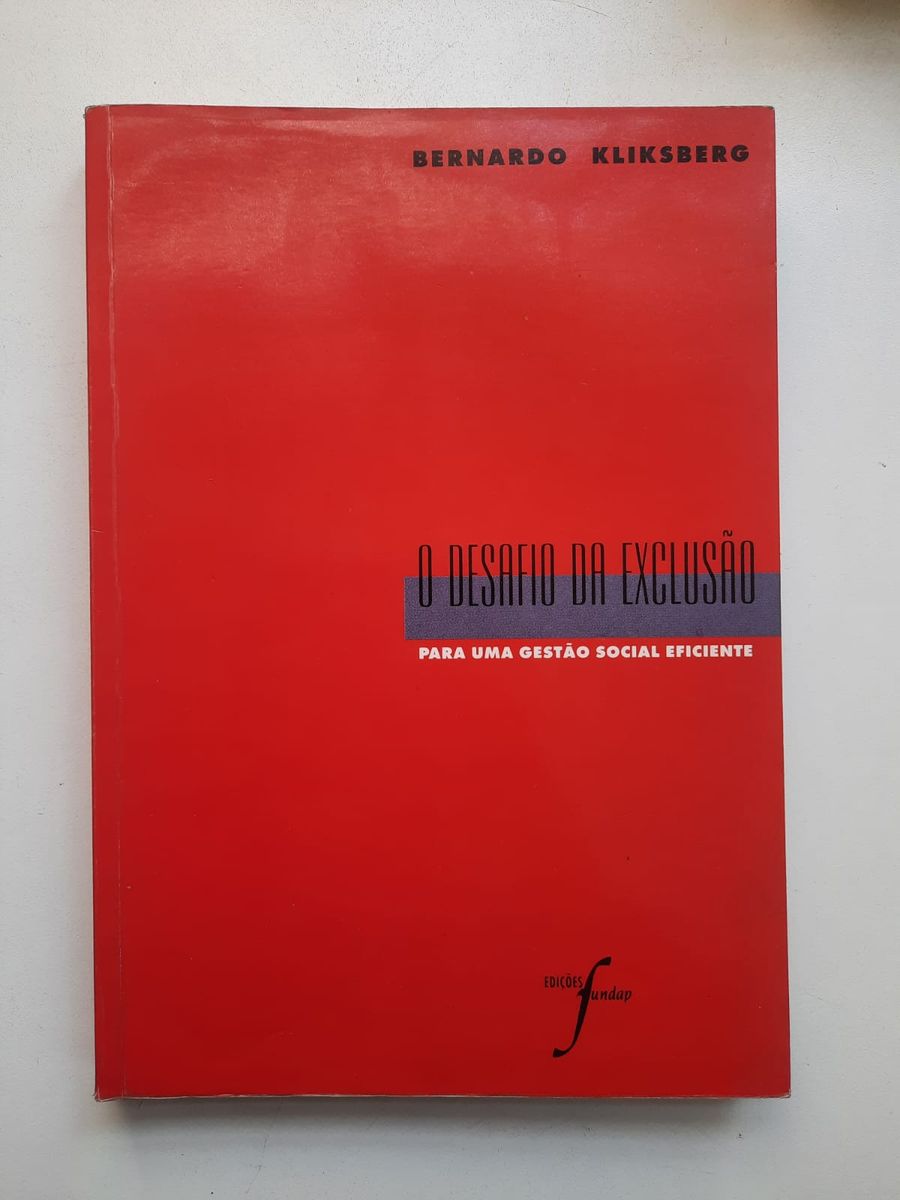 BERNARDO KLIKSBERG
O DESAFIO DA EXCLUSÃO
PARA UMA GESTÃO SOCIAL EFICIENTE
EDIÇÕES
fundap